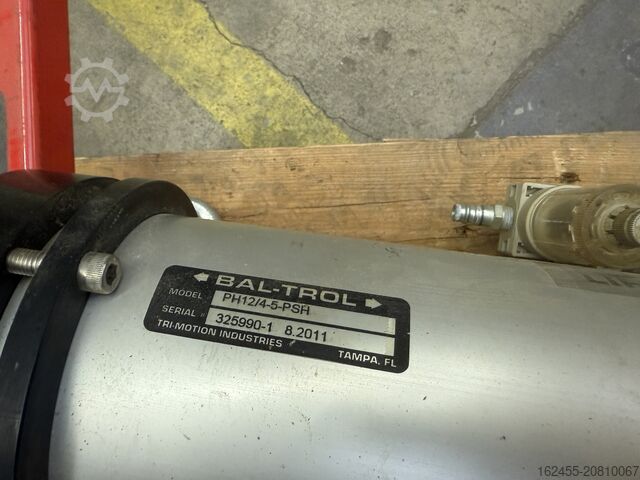 BAL-TROL
MODEL PH12/4-5-PSH
SERIAL 325990-1 8.2011
TRI-MOTION INDUSTRIES
TAMPA, FL
162455-20810067